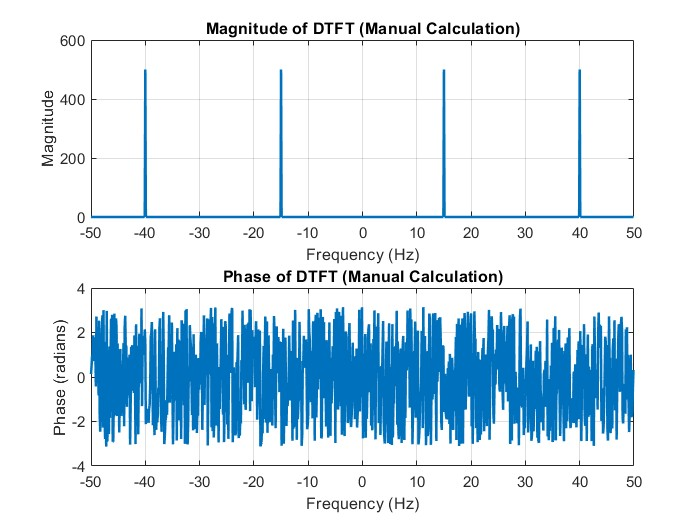 Magnitude of DTFT (Manual Calculation)
600
400
200
0
Magnitude
-50 -40 -30 -20 -10 0 10 20 30 40 50
Frequency (Hz)
Phase of DTFT (Manual Calculation)
4
2
0
-2
-4
Phase (radians)
-50 -40 -30 -20 -10 0 10 20 30 40 50
Frequency (Hz)